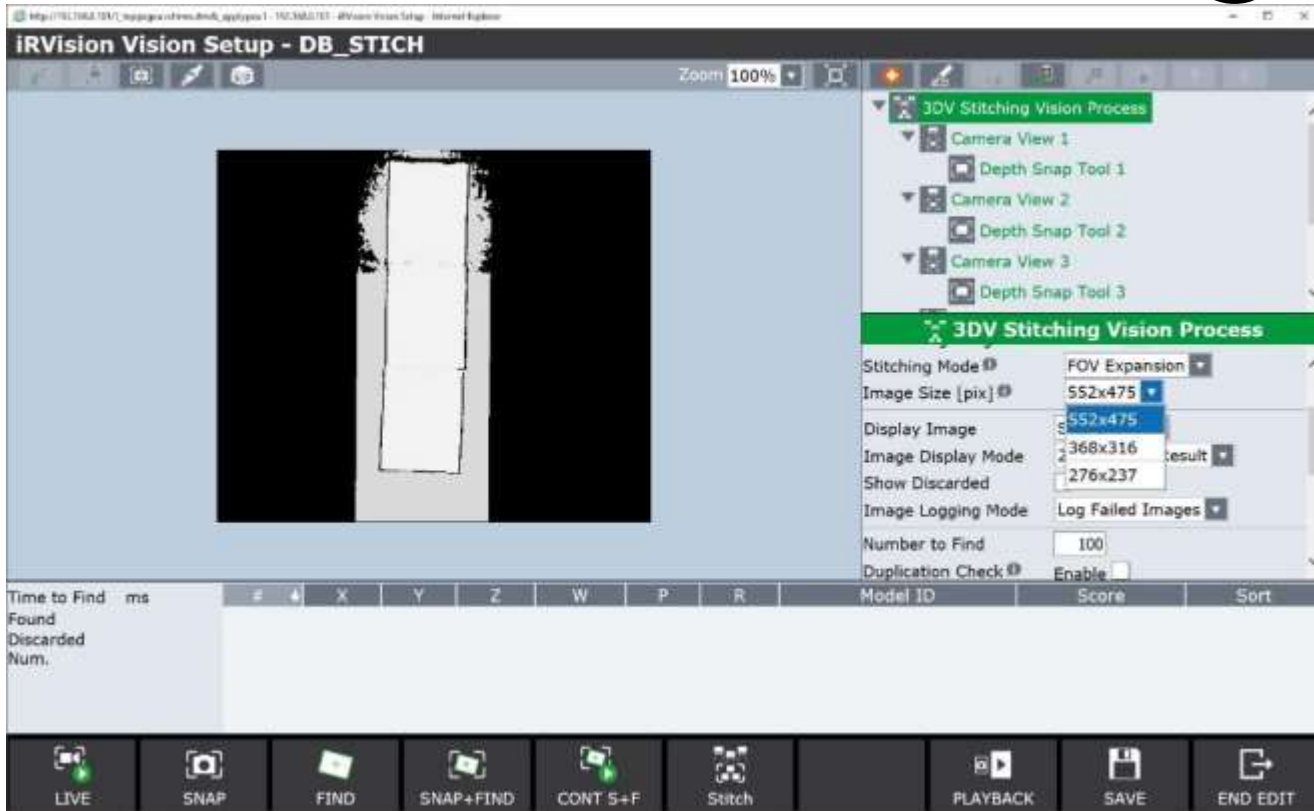 iRVision Vision Setup - DB_STICH
Zoom 100%
3DV Stitching Vision Process
Camera View 1
Depth Snap Tool 1
Camera View 2
Depth Snap Tool 2
Camera View 3
Depth Snap Tool 3
3DV Stitching Vision Process
Stitching Mode FOV Expansion
Image Size [pix] 552x475
552x475
Display Image
368x316
Image Display Mode
276x237
Show Discarded
Image Logging Mode Log Failed Images
Number to Find 100
Duplication Check Enable
Time to Find ms # X Y Z W P R Model ID Score Sort
Found
Discarded
Num.
LIVE SNAP FIND SNAP+FIND CONT S+F Stitch PLAYBACK SAVE END EDIT